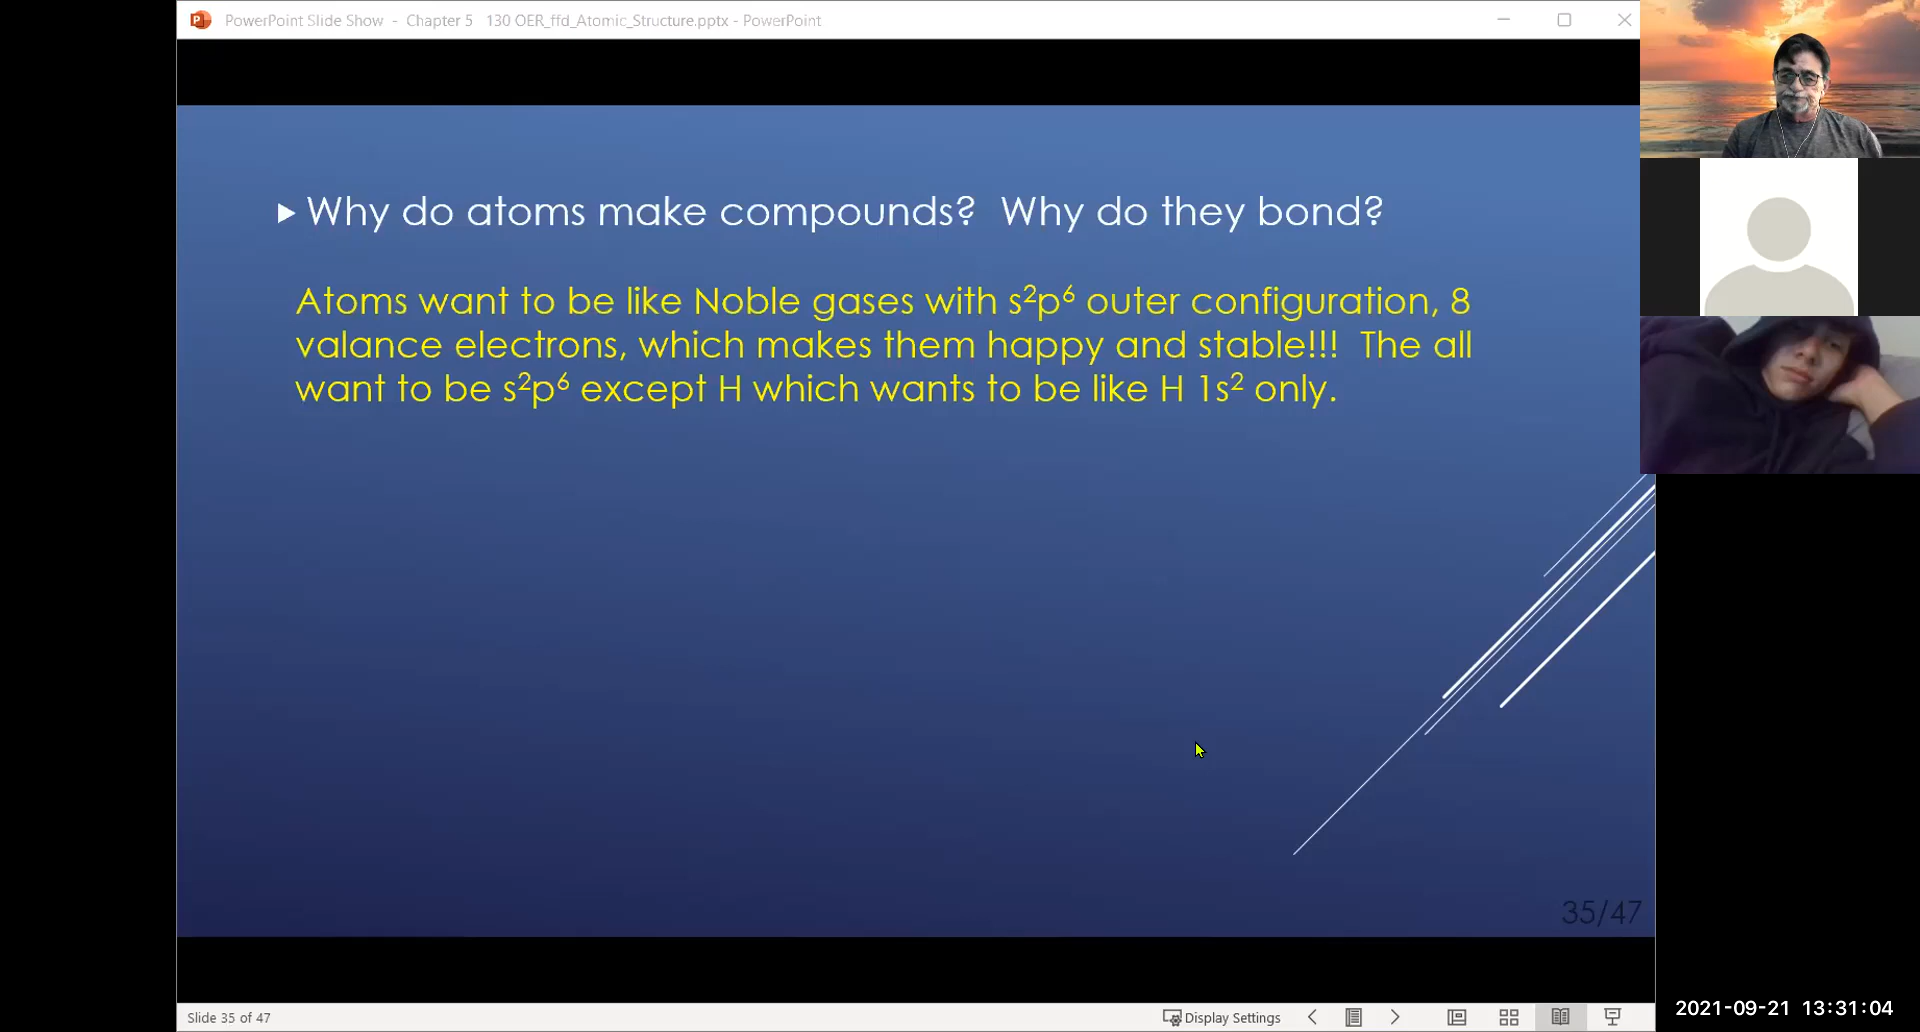 PowerPoint Slide Show - Chapter 5 130 OER_ffd_Atomic_Structure.pptx - PowerPoint
Why do atoms make compounds? Why do they bond?
Atoms want to be like Noble gases with s²p⁶ outer configuration, 8
valance electrons, which makes them happy and stable!!! The all
want to be s²p⁶ except H which wants to be like H 1s² only.
35/47
Slide 35 of 47
Display Settings
2021-09-21 13:31:04